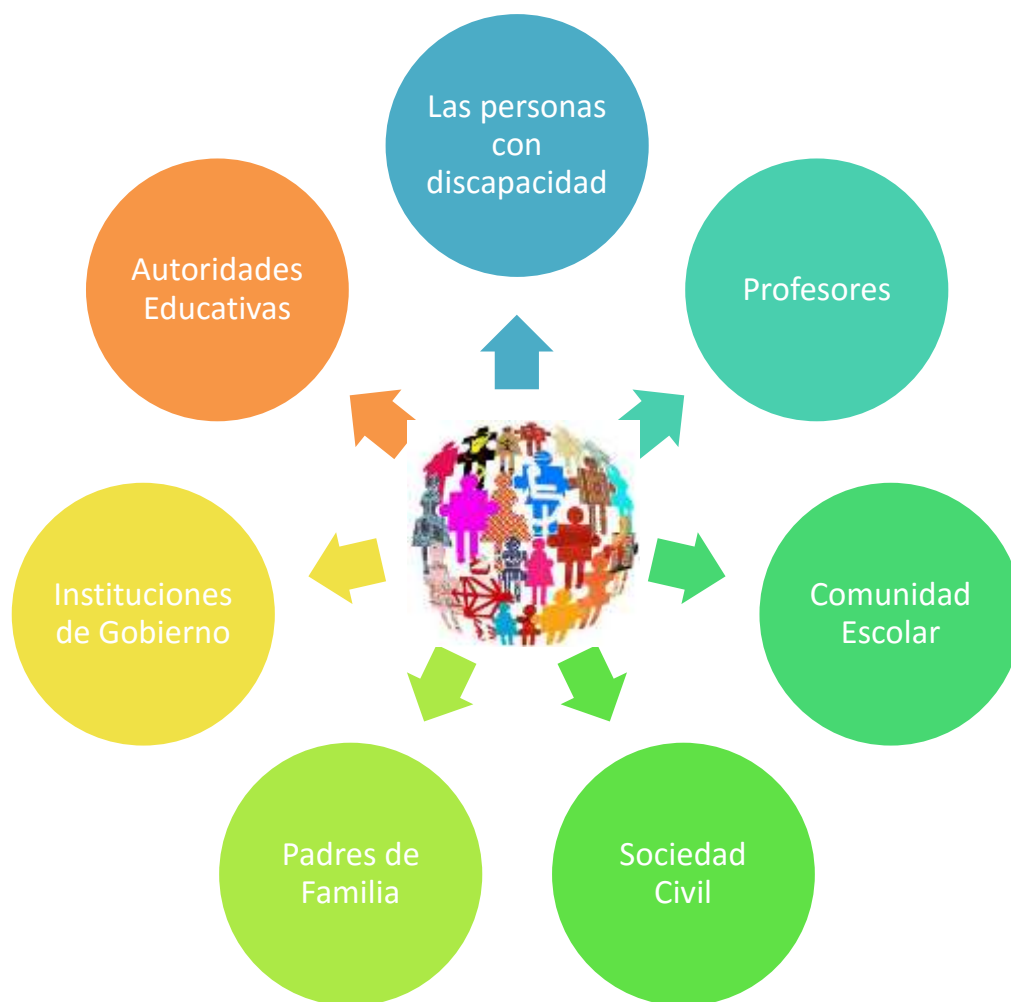 Las personas
con
discapacidad
Profesores
Comunidad
Escolar
Sociedad
Civil
Padres de
Familia
Instituciones
de Gobierno
Autoridades
Educativas